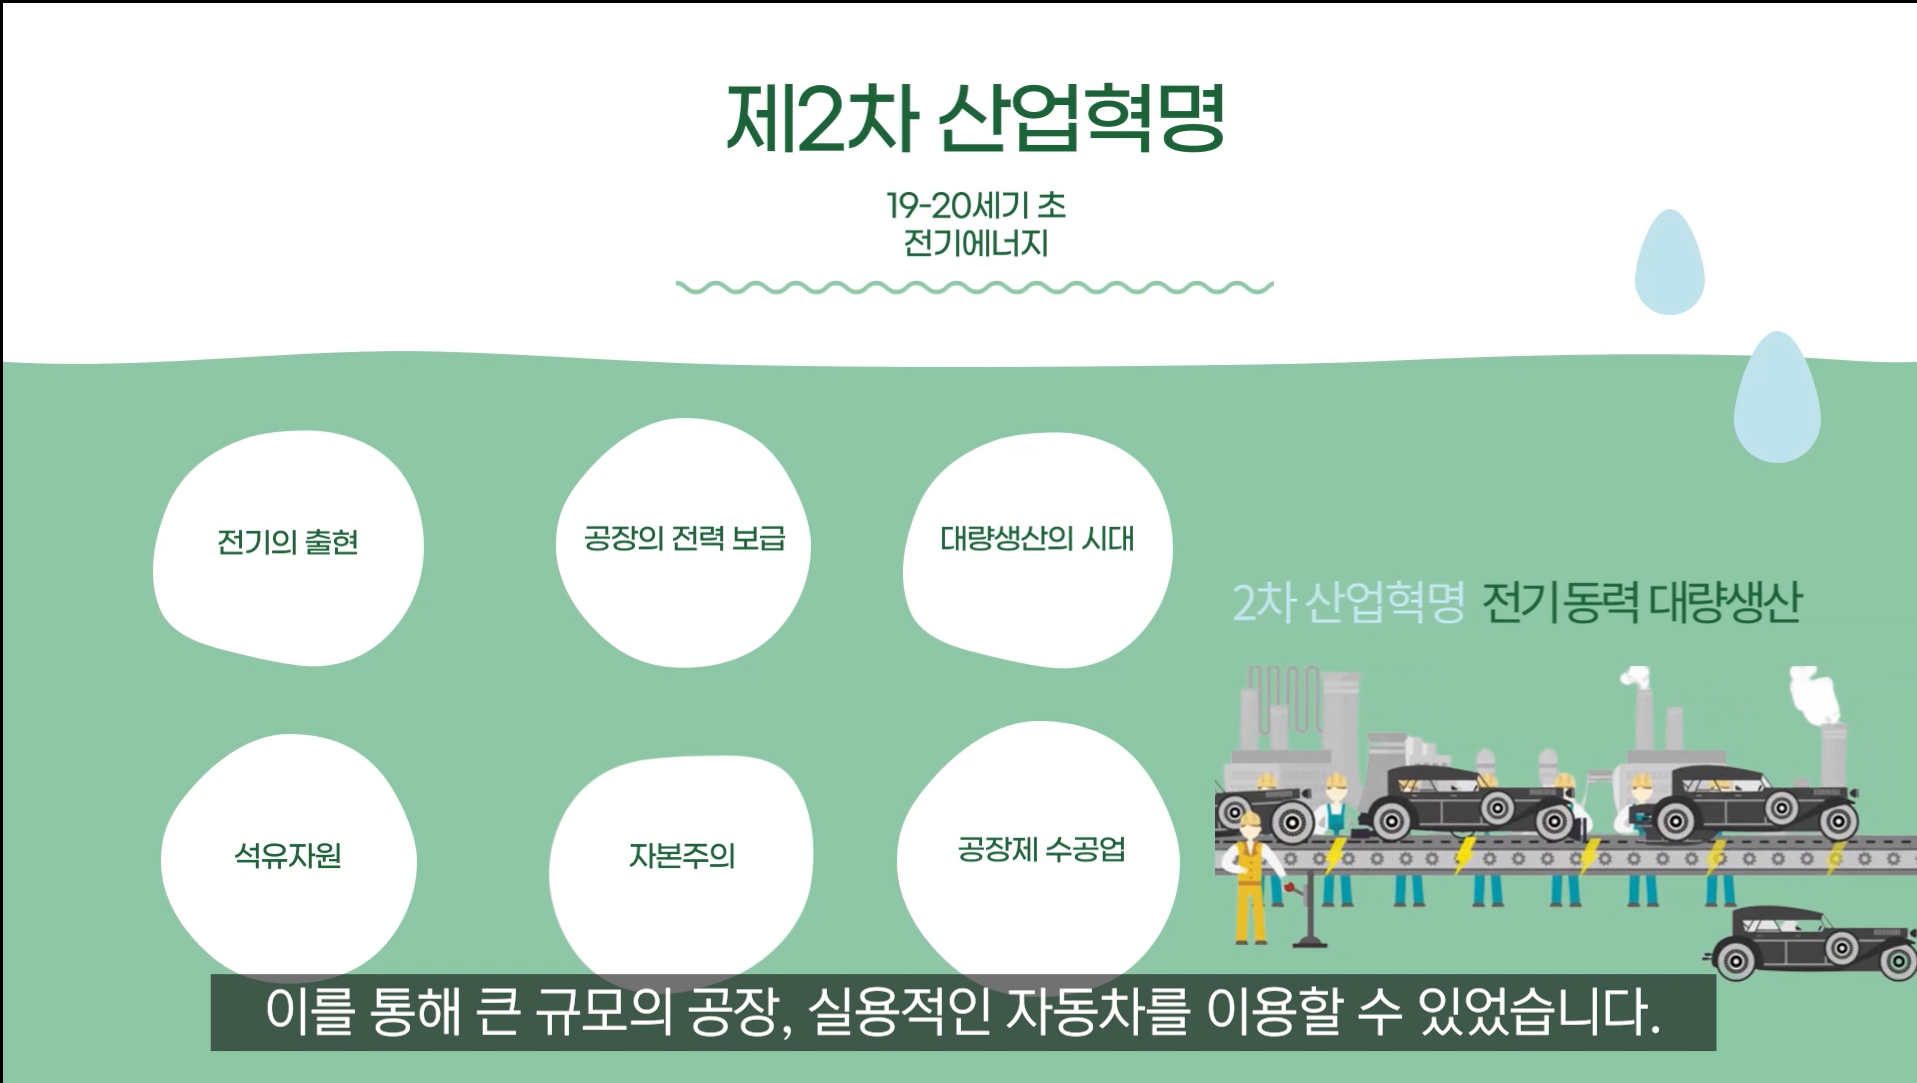 제2차 산업혁명
19-20세기 초
전기에너지
전기의 출현
공장의 전력 보급
대량생산의 시대
2차 산업혁명 전기동력 대량생산
석유자원
자본주의
공장제 수공업
이를 통해 큰 규모의 공장, 실용적인 자동차를 이용할 수 있었습니다.